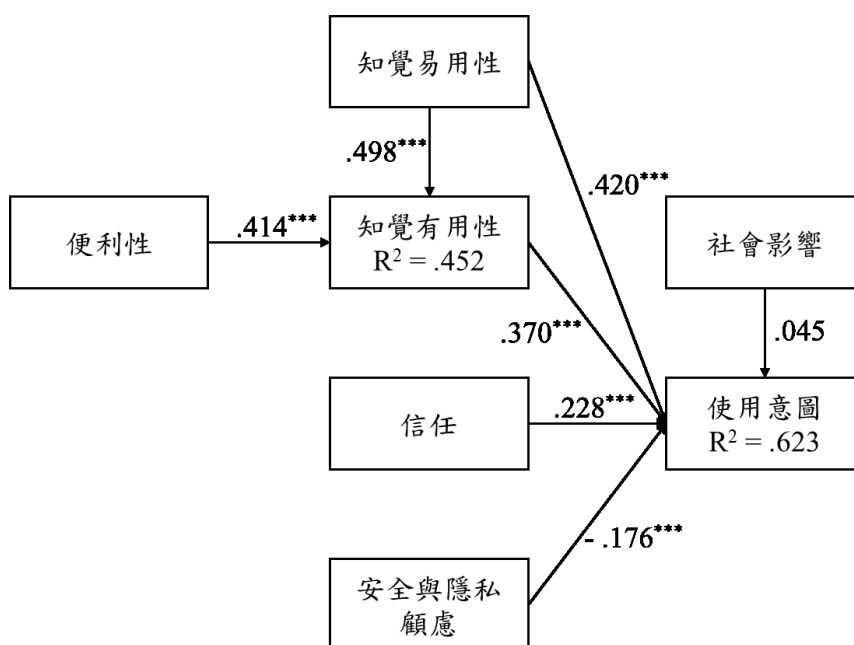 知覺易用性
.498***
.420***
便利性
.414***
知覺有用性
R² = .452
社會影響
.370***
.045
信任
.228***
使用意圖
R² = .623
- .176***
安全與隱私
顧慮